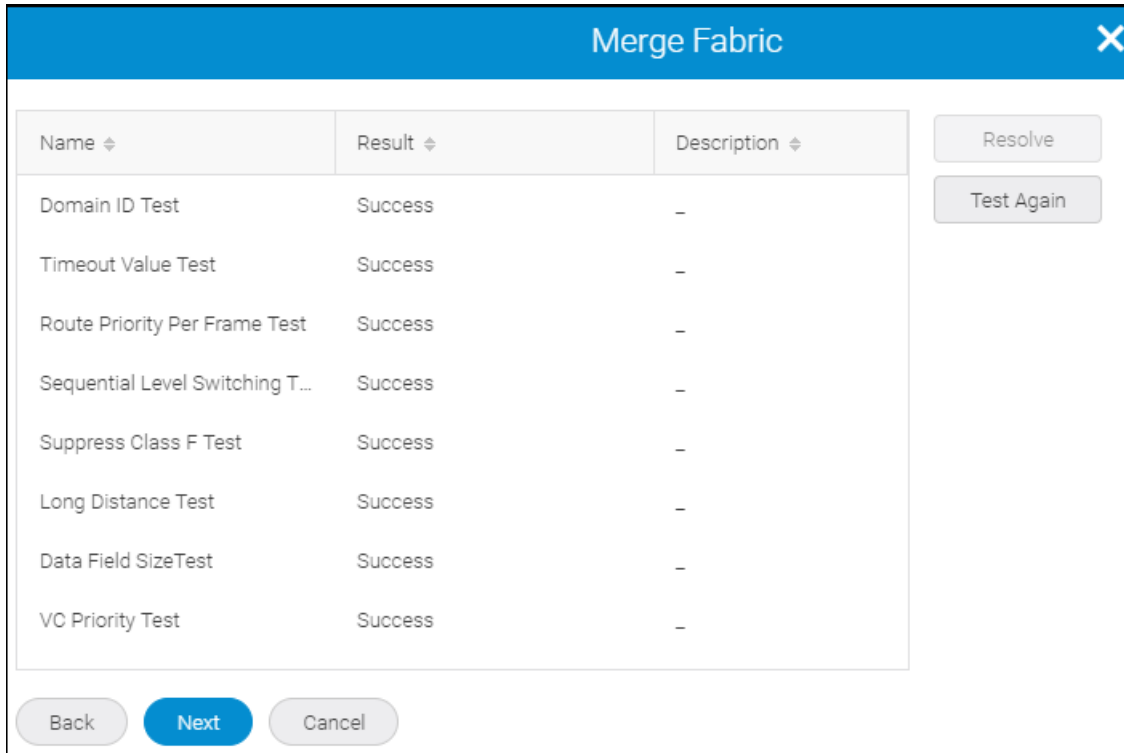 Merge Fabric
Name Result Description
Resolve
Domain ID Test Success _
Test Again
Timeout Value Test Success _
Route Priority Per Frame Test Success _
Sequential Level Switching T... Success _
Suppress Class F Test Success _
Long Distance Test Success _
Data Field SizeTest Success _
VC Priority Test Success _
Back Next Cancel